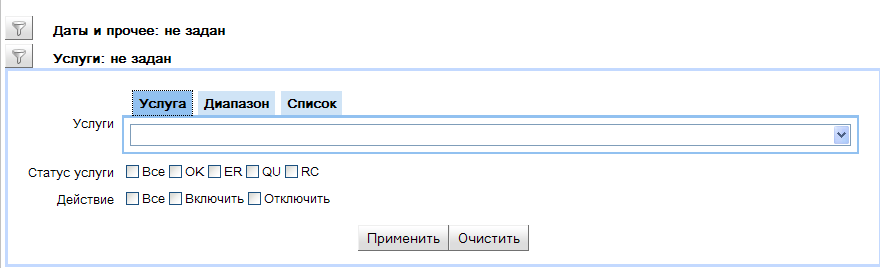 Даты и прочее: не задан
Услуги: не задан
Услуга Диапазон Список
Услуги
Статус услуги Все OK ER QU RC
Действие Все Включить Отключить
Применить Очистить